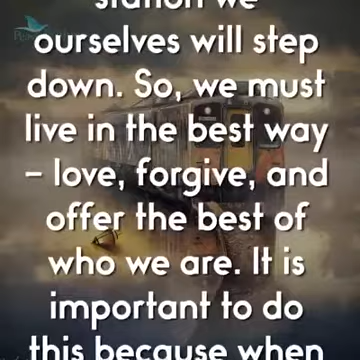 station we
ourselves will step
down. So, we must
live in the best way
– love, forgive, and
offer the best of
who we are. It is
important to do
this because when